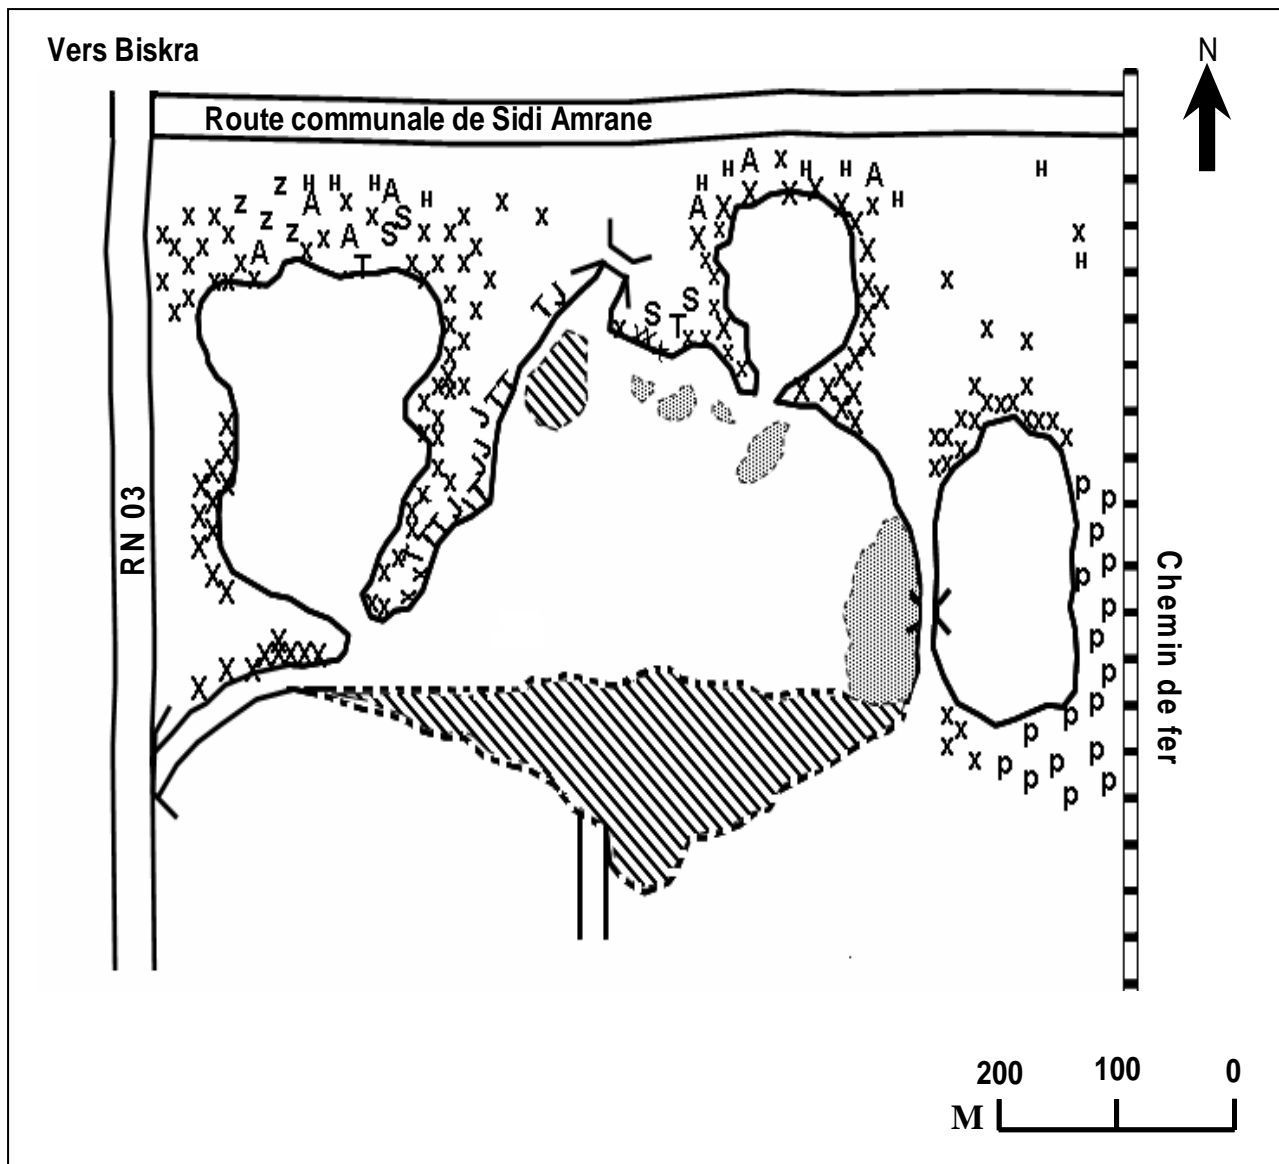 Vers Biskra
N
Route communale de Sidi Amrane
RN 03
Chemin de fer
200 100 0
M